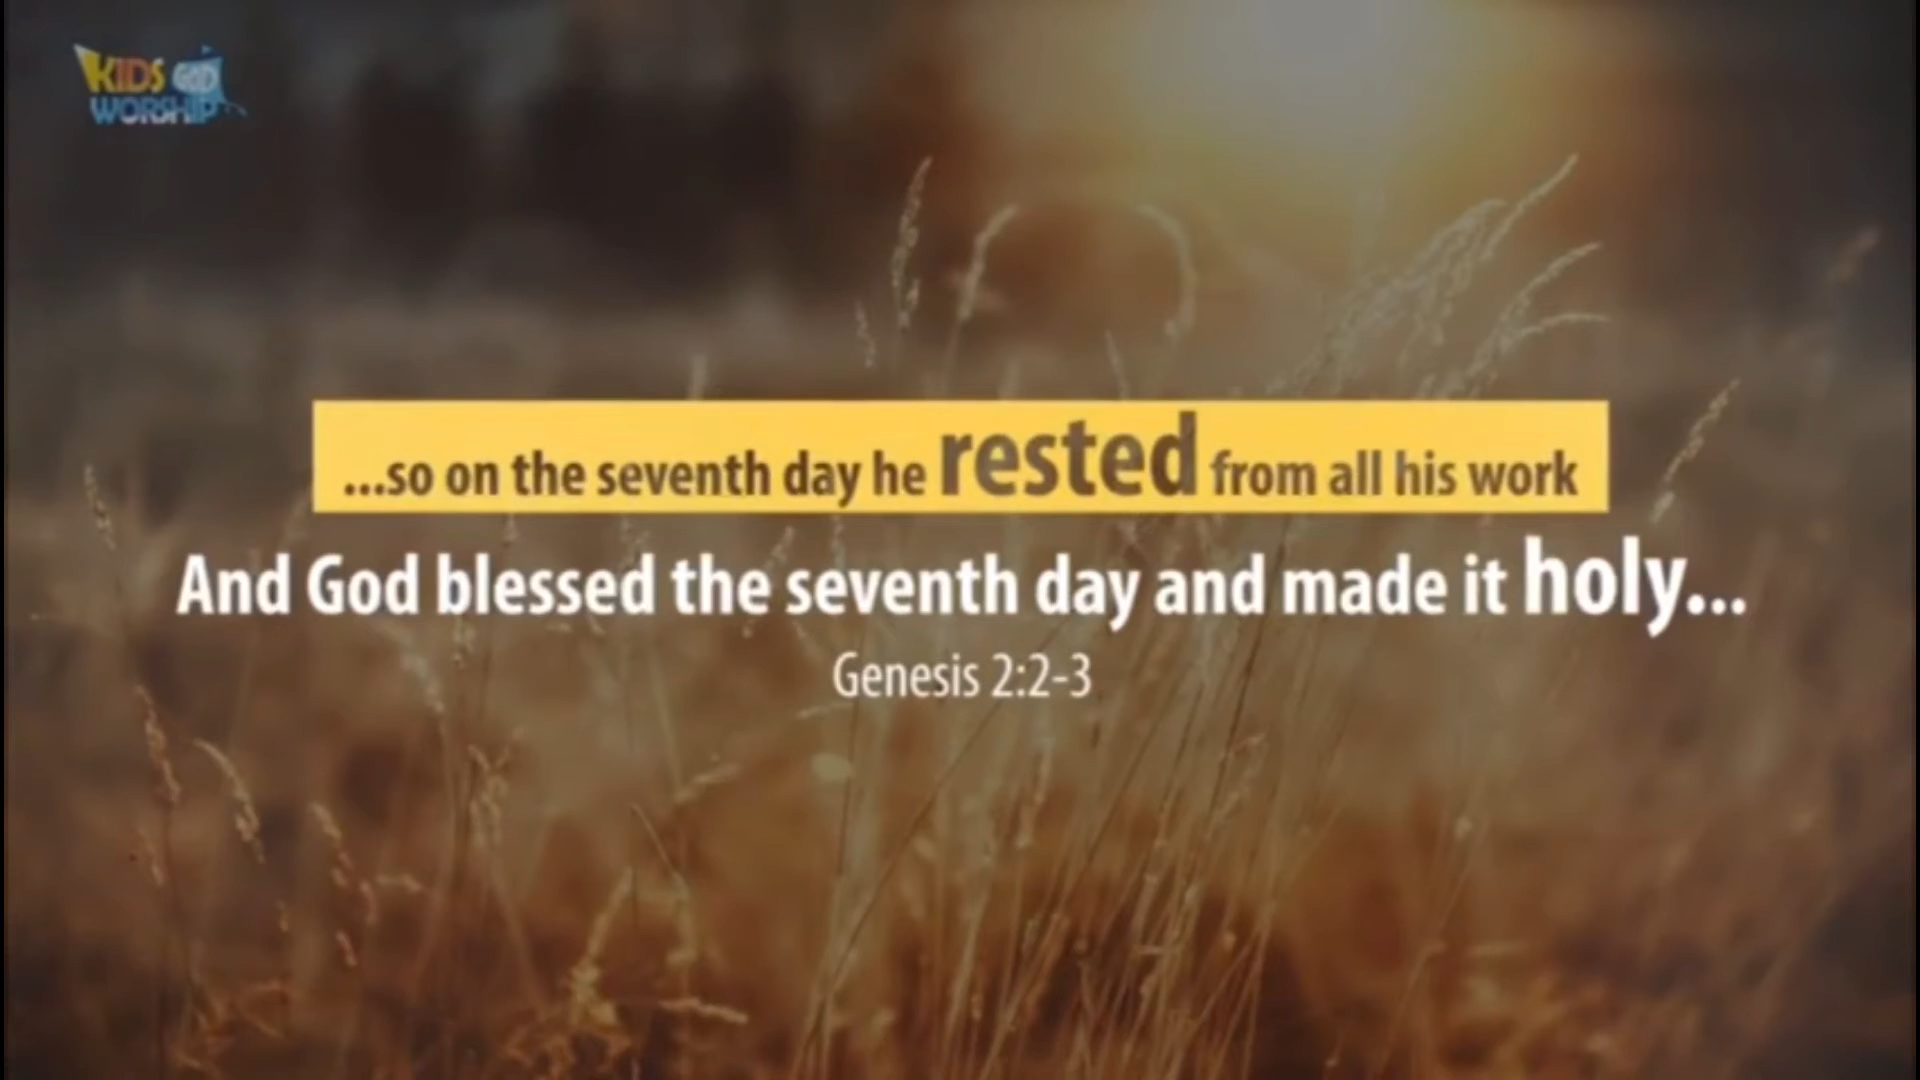 KIDS GOD
WORSHIP
...so on the seventh day he rested from all his work
And God blessed the seventh day and made it holy...
Genesis 2:2-3